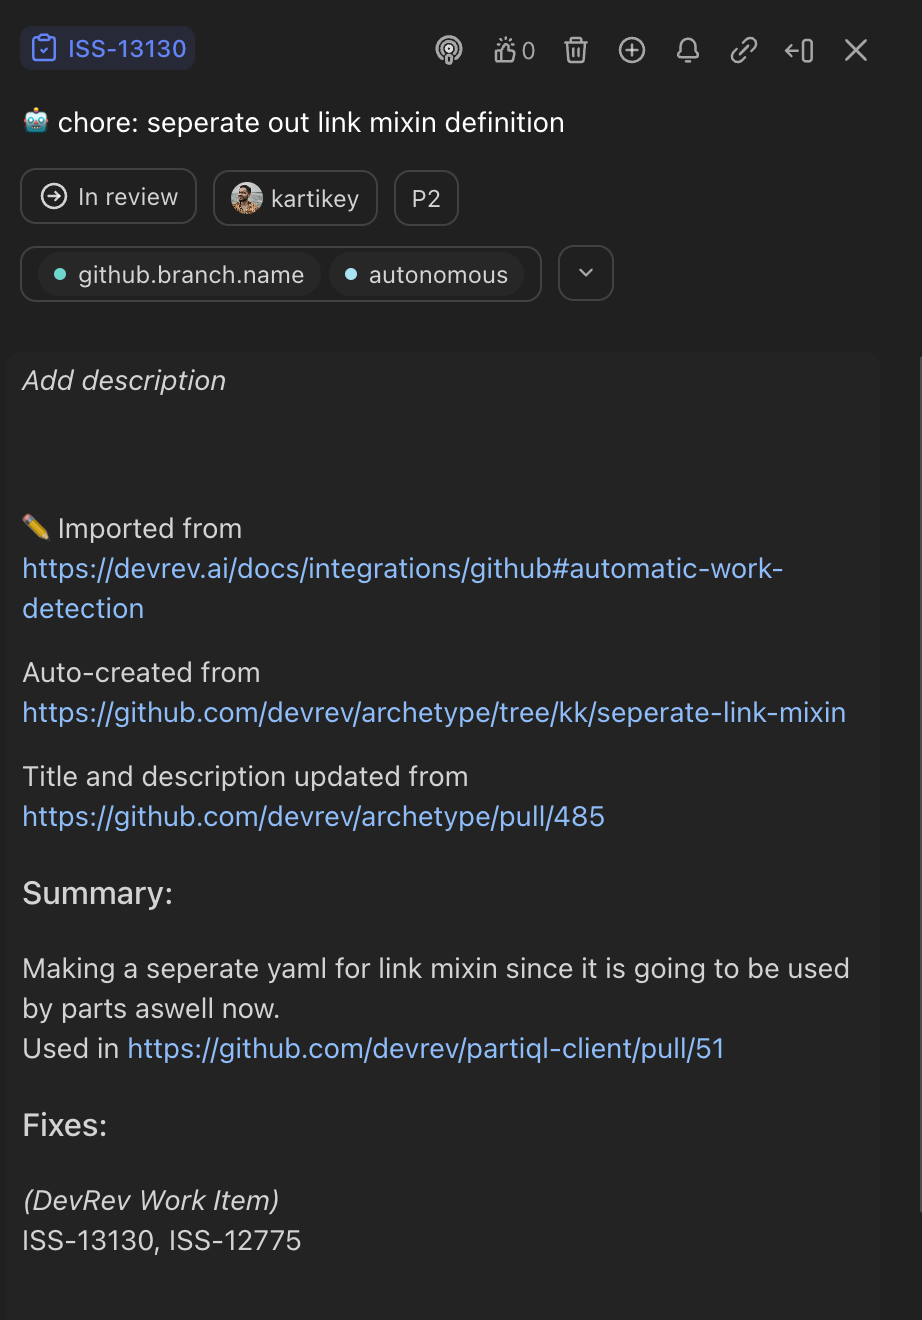 ISS-13130
0
🤖 chore: seperate out link mixin definition
In review
kartikey
P2
github.branch.name
autonomous
Add description
✏️ Imported from
https://devrev.ai/docs/integrations/github#automatic-work-
detection
Auto-created from
https://github.com/devrev/archetype/tree/kk/seperate-link-mixin
Title and description updated from
https://github.com/devrev/archetype/pull/485
Summary:
Making a seperate yaml for link mixin since it is going to be used
by parts aswell now.
Used in https://github.com/devrev/partiql-client/pull/51
Fixes:
(DevRev Work Item)
ISS-13130, ISS-12775